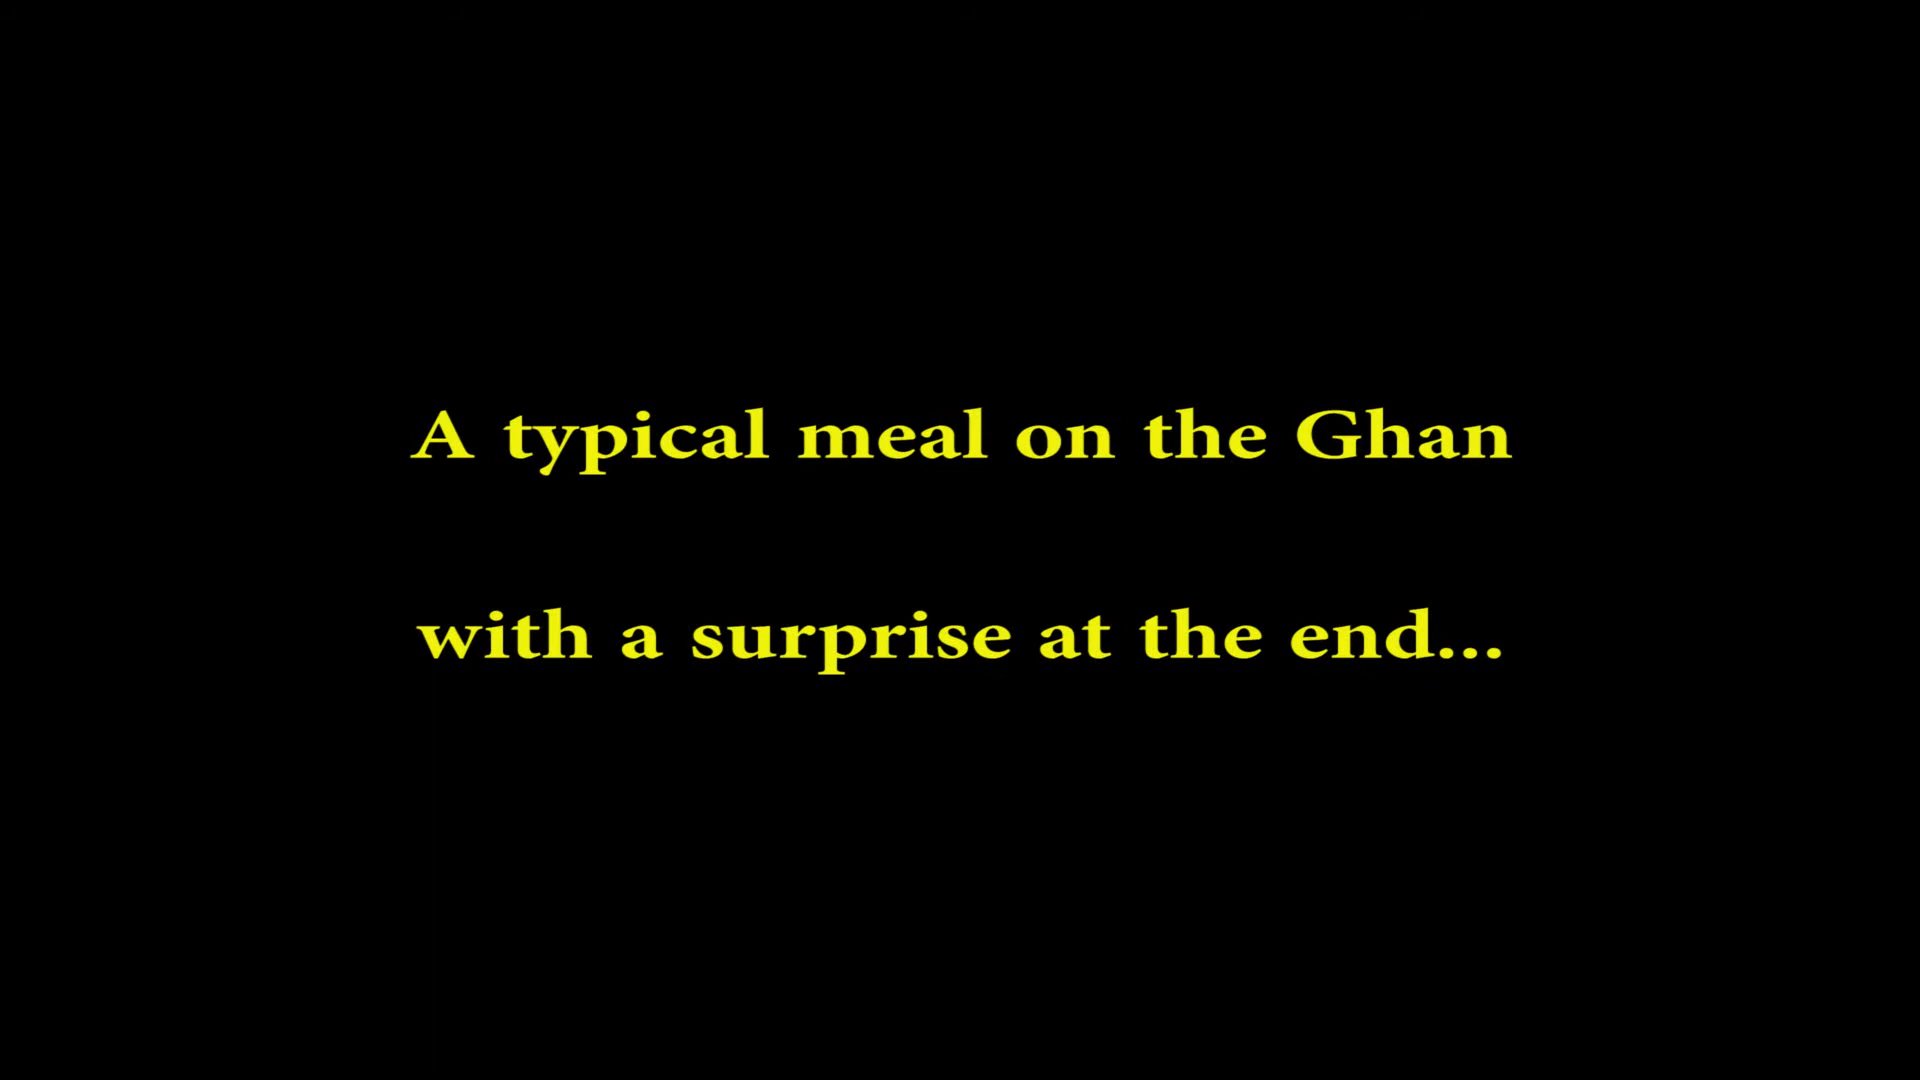 A typical meal on the Ghan
with a surprise at the end...